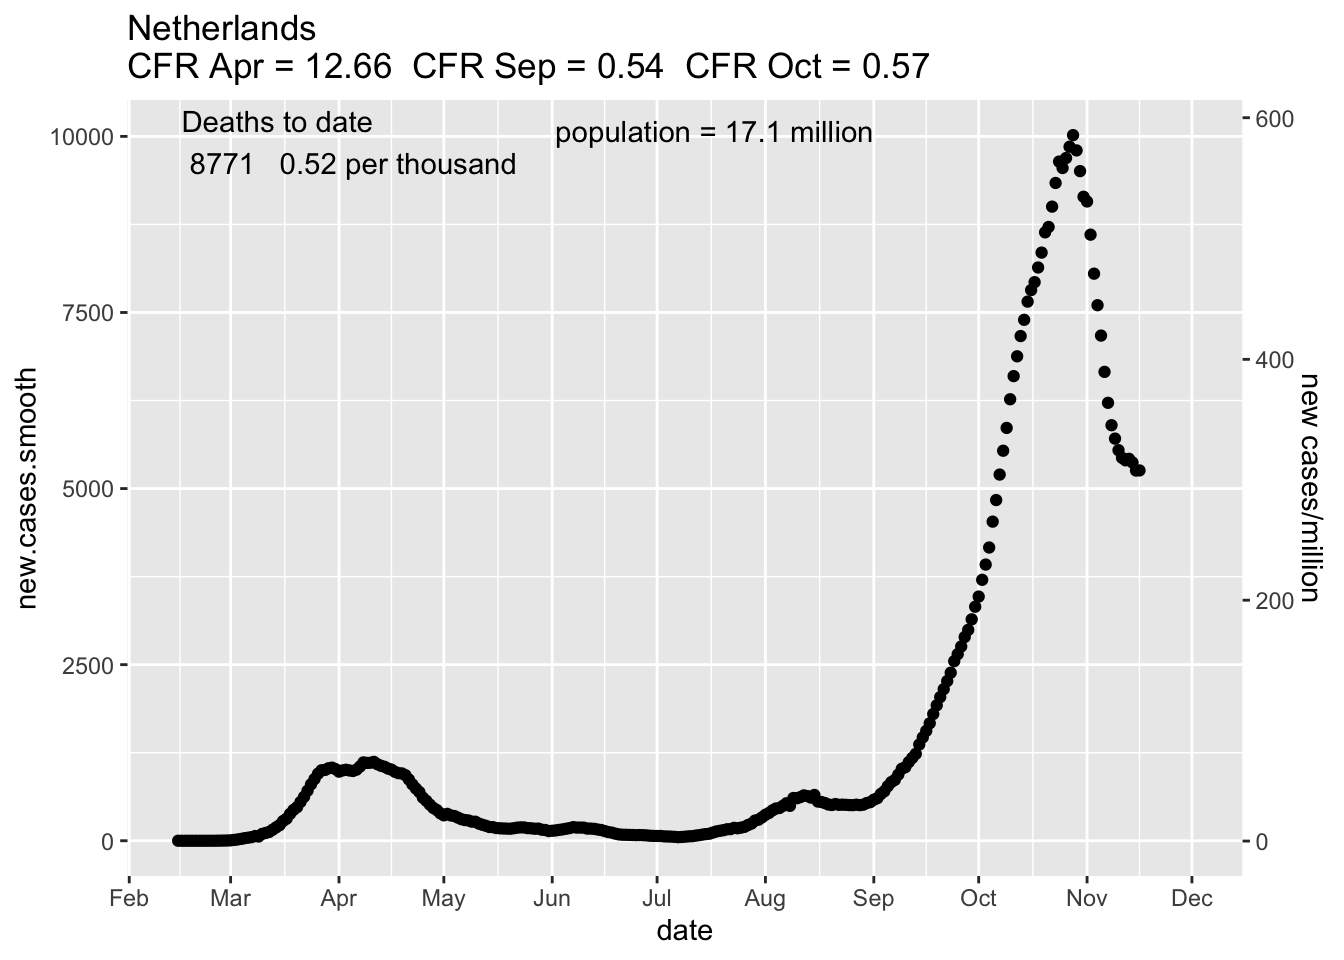 Netherlands
CFR Apr = 12.66  CFR Sep = 0.54  CFR Oct = 0.57
Deaths to date
8771   0.52 per thousand
population = 17.1 million
10000
7500
5000
2500
0
new.cases.smooth
600
400
200
0
new cases/million
Feb Mar Apr May Jun Jul Aug Sep Oct Nov Dec
date